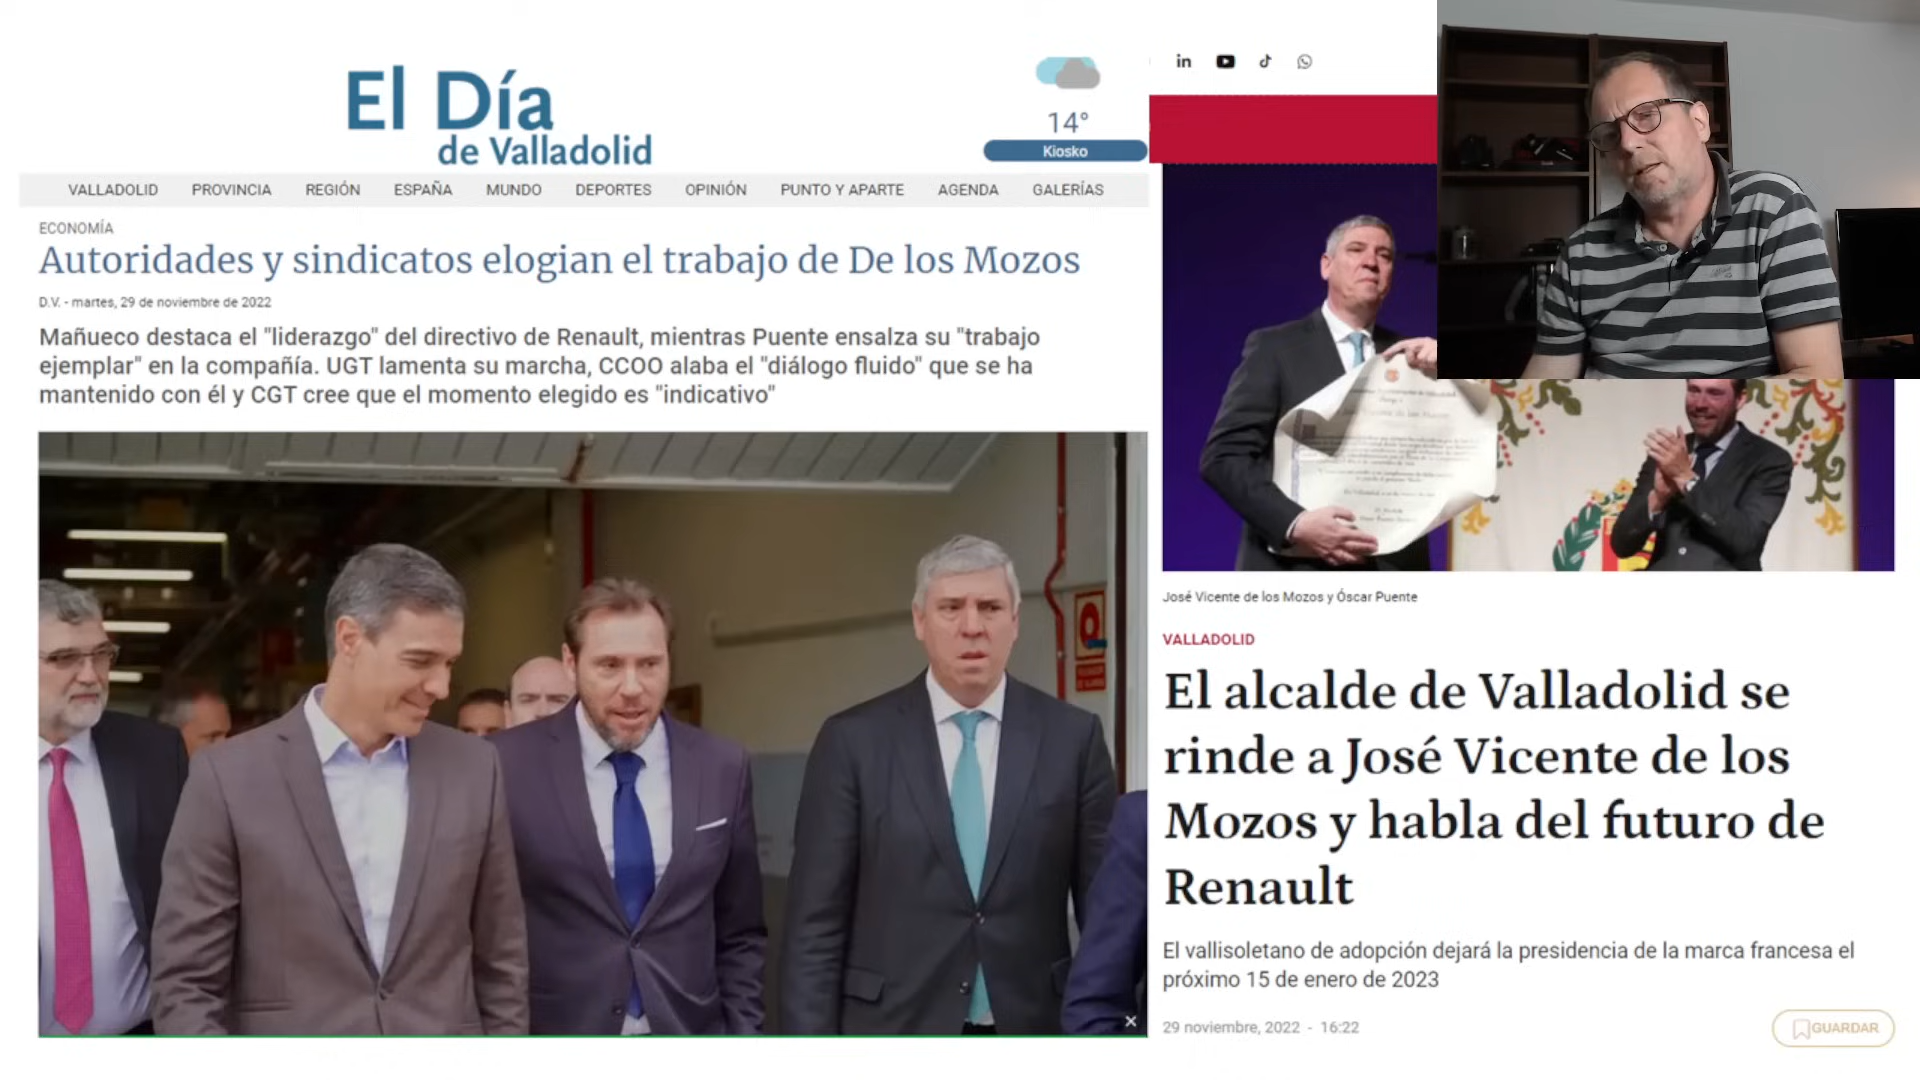 El Día
de Valladolid
14°
Kiosko
VALLADOLID PROVINCIA REGIÓN ESPAÑA MUNDO DEPORTES OPINIÓN PUNTO Y APARTE AGENDA GALERÍAS
ECONOMÍA
Autoridades y sindicatos elogian el trabajo de De los Mozos
D.V. - martes, 29 de noviembre de 2022
Mañueco destaca el "liderazgo" del directivo de Renault, mientras Puente ensalza su "trabajo
ejemplar" en la compañía. UGT lamenta su marcha, CCOO alaba el "diálogo fluido" que se ha
mantenido con él y CGT cree que el momento elegido es "indicativo"
José Vicente de los Mozos y Óscar Puente
VALLADOLID
El alcalde de Valladolid se
rinde a José Vicente de los
Mozos y habla del futuro de
Renault
El vallisoletano de adopción dejará la presidencia de la marca francesa el
próximo 15 de enero de 2023
29 noviembre, 2022 - 16:22
GUARDAR